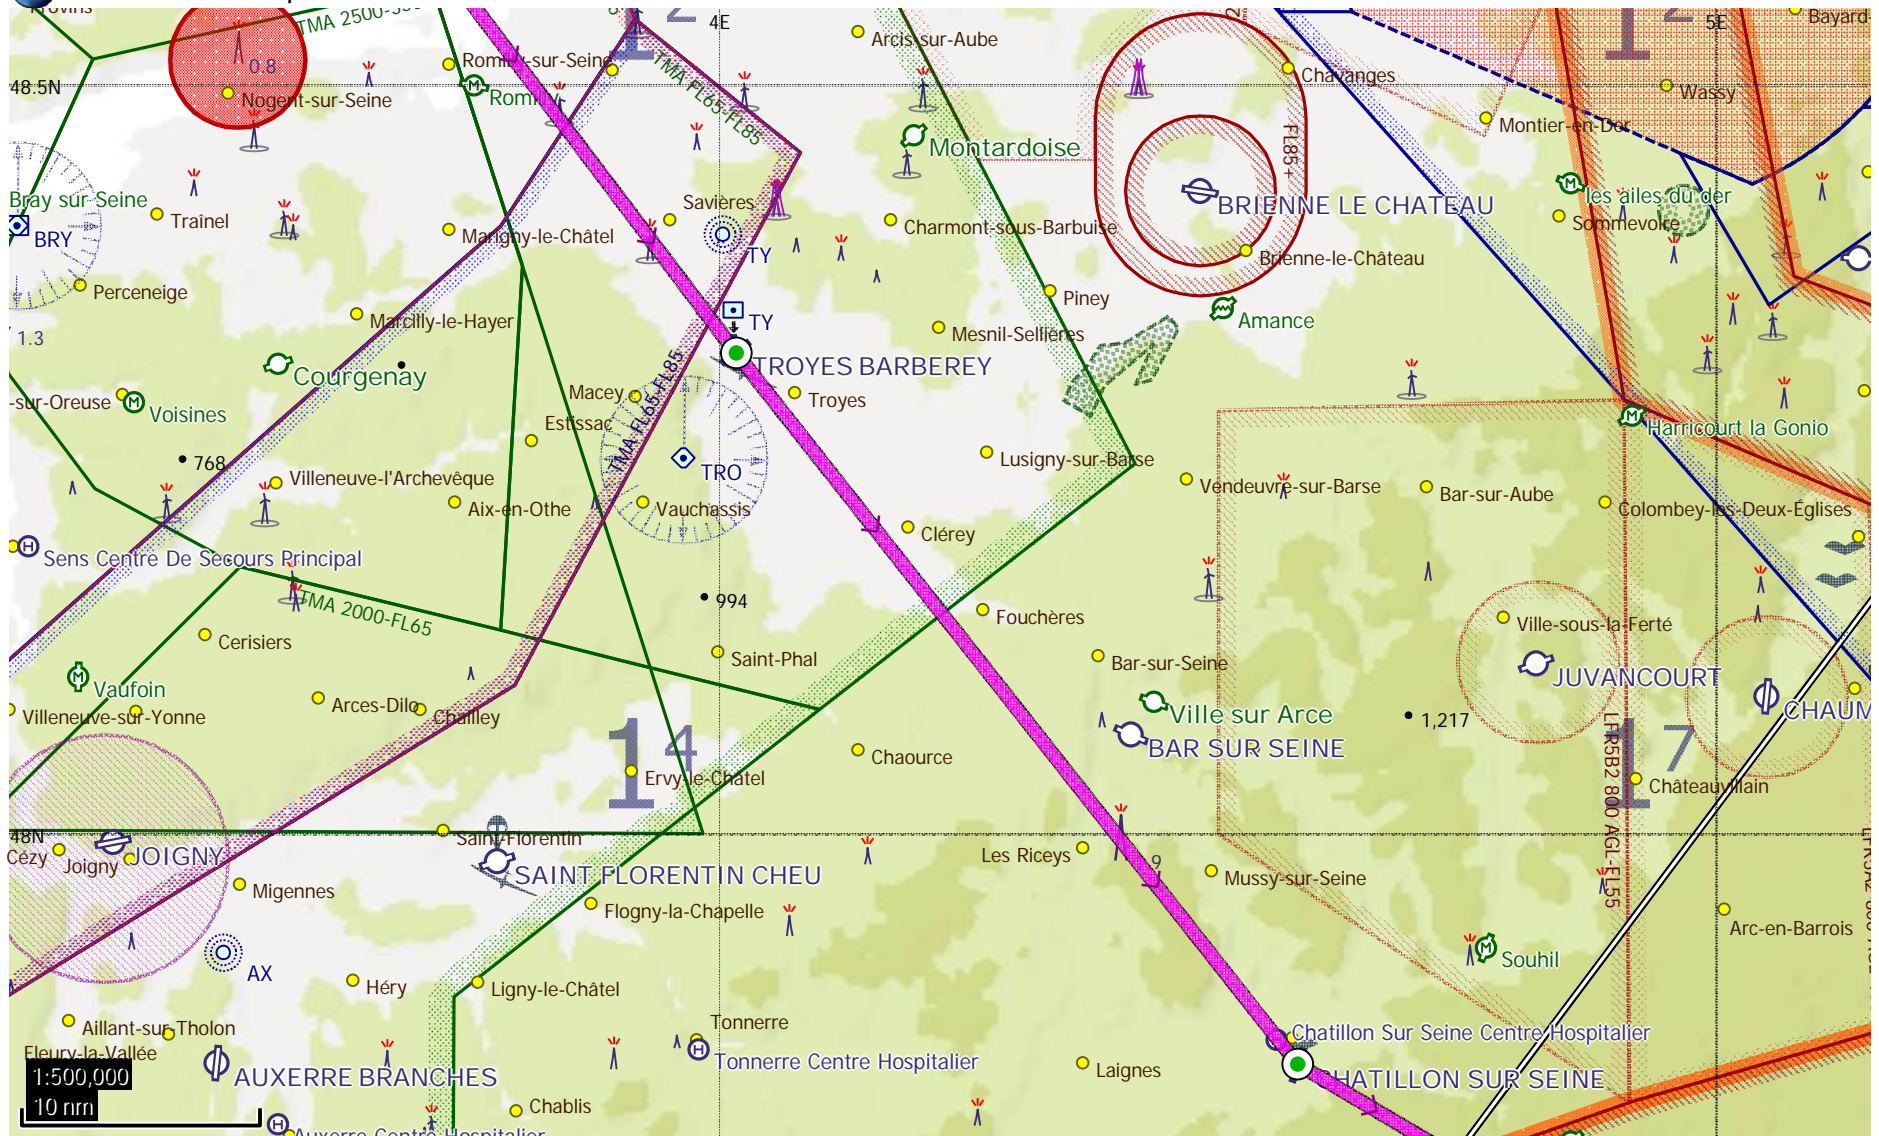 TMA 2500-
4E
5E
2
Bayard-
Arcis-sur-Aube
Romilly-sur-Seine
TMA FL65-FL85
0.8
Chavanges
48.5N
Nogent-sur-Seine
Romilly
Wassy
Montier-en-Der
Montardoise
FL85+
Bray sur Seine
les ailes du der
Savières
BRIENNE LE CHATEAU
Traînel
Sommevoire
Marigny-le-Châtel
Charmont-sous-Barbuise
BRY
TY
Brienne-le-Château
Perceneige
Piney
Marcilly-le-Hayer
TY
Mesnil-Sellières
Amance
1.3
TROYES BARBEREY
Courgenay
TMA FL65-FL85
Macey
Troyes
-sur-Oreuse
Voisines
Estissac
Harricourt la Gonio
768
Lusigny-sur-Barse
TRO
Villeneuve-l'Archevêque
Vendeuvre-sur-Barse
Bar-sur-Aube
Aix-en-Othe
Vauchassis
Colombey-les-Deux-Églises
Clérey
Sens Centre De Secours Principal
TMA 2000-FL65
994
Fouchères
Ville-sous-la-Ferté
Cerisiers
Saint-Phal
Bar-sur-Seine
JUVANCOURT
Vaufoin
Arces-Dilo
Chailley
CHAUM
Villeneuve-sur-Yonne
Ville sur Arce
1,217
BAR SUR SEINE
14
17
LFR5B2 800 AGL-FL55
Chaource
Ervy-le-Châtel
Châteauvillain
48N
Saint-Florentin
Cézy
Joigny
JOIGNY
Les Riceys
9
SAINT FLORENTIN CHEU
Mussy-sur-Seine
Migennes
Flogny-la-Chapelle
Arc-en-Barrois
Souhil
AX
Héry
Ligny-le-Châtel
Aillant-sur-Tholon
Tonnerre
Chatillon Sur Seine Centre Hospitalier
Fleury-la-Vallée
Tonnerre Centre Hospitalier
Laignes
AUXERRE BRANCHES
CHATILLON SUR SEINE
1:500,000
10 nm
Chablis
Auxerre Centre Hospitalier